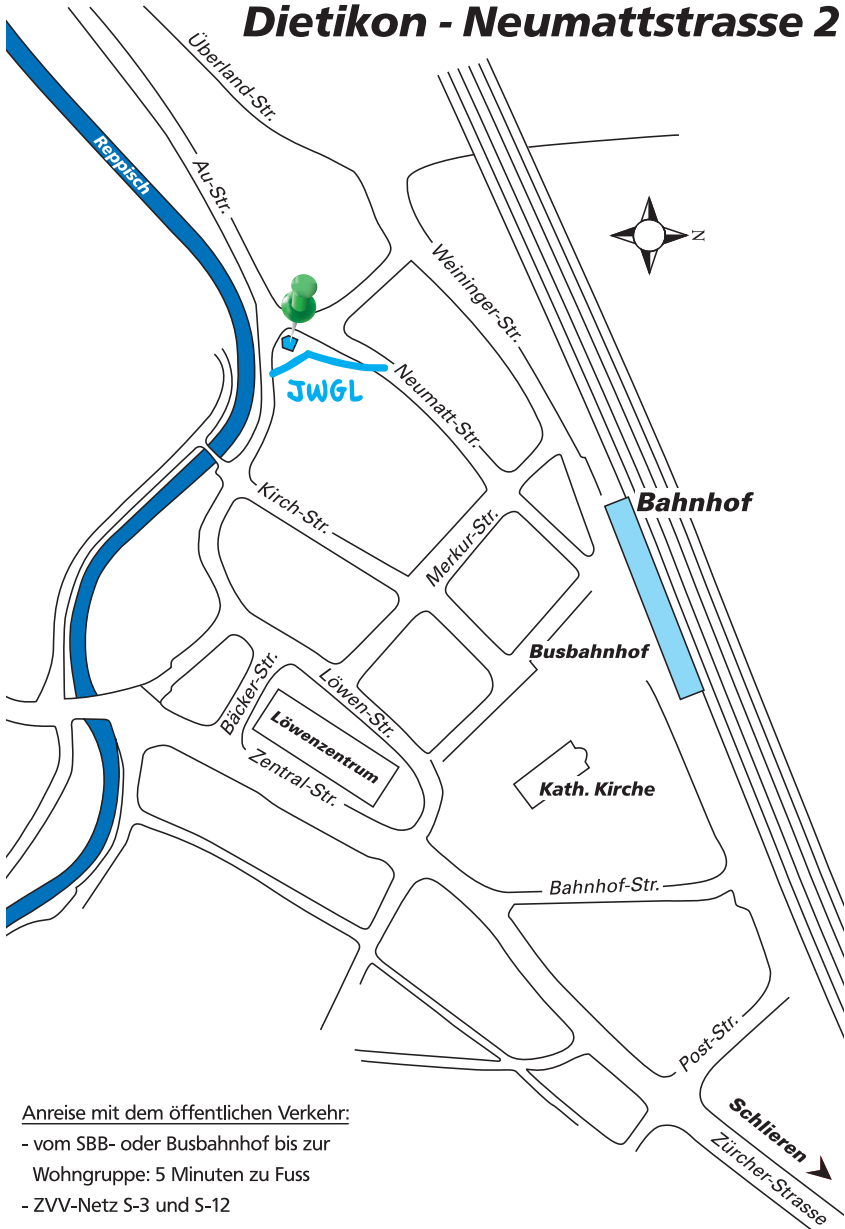 Dietikon - Neumattstrasse 2
Überland-Str.
Reppisch
Au-Str.
N
Weininger-Str.
JWGL
Neumatt-Str.
Kirch-Str.
Bahnhof
Merkur-Str.
Busbahnhof
Bäcker-Str.
Löwen-Str.
Löwenzentrum
Zentral-Str.
Kath. Kirche
Bahnhof-Str.
Post-Str.
Schlieren
Zürcher-Strasse
Anreise mit dem öffentlichen Verkehr:
- vom SBB- oder Busbahnhof bis zur
Wohngruppe: 5 Minuten zu Fuss
- ZVV-Netz S-3 und S-12